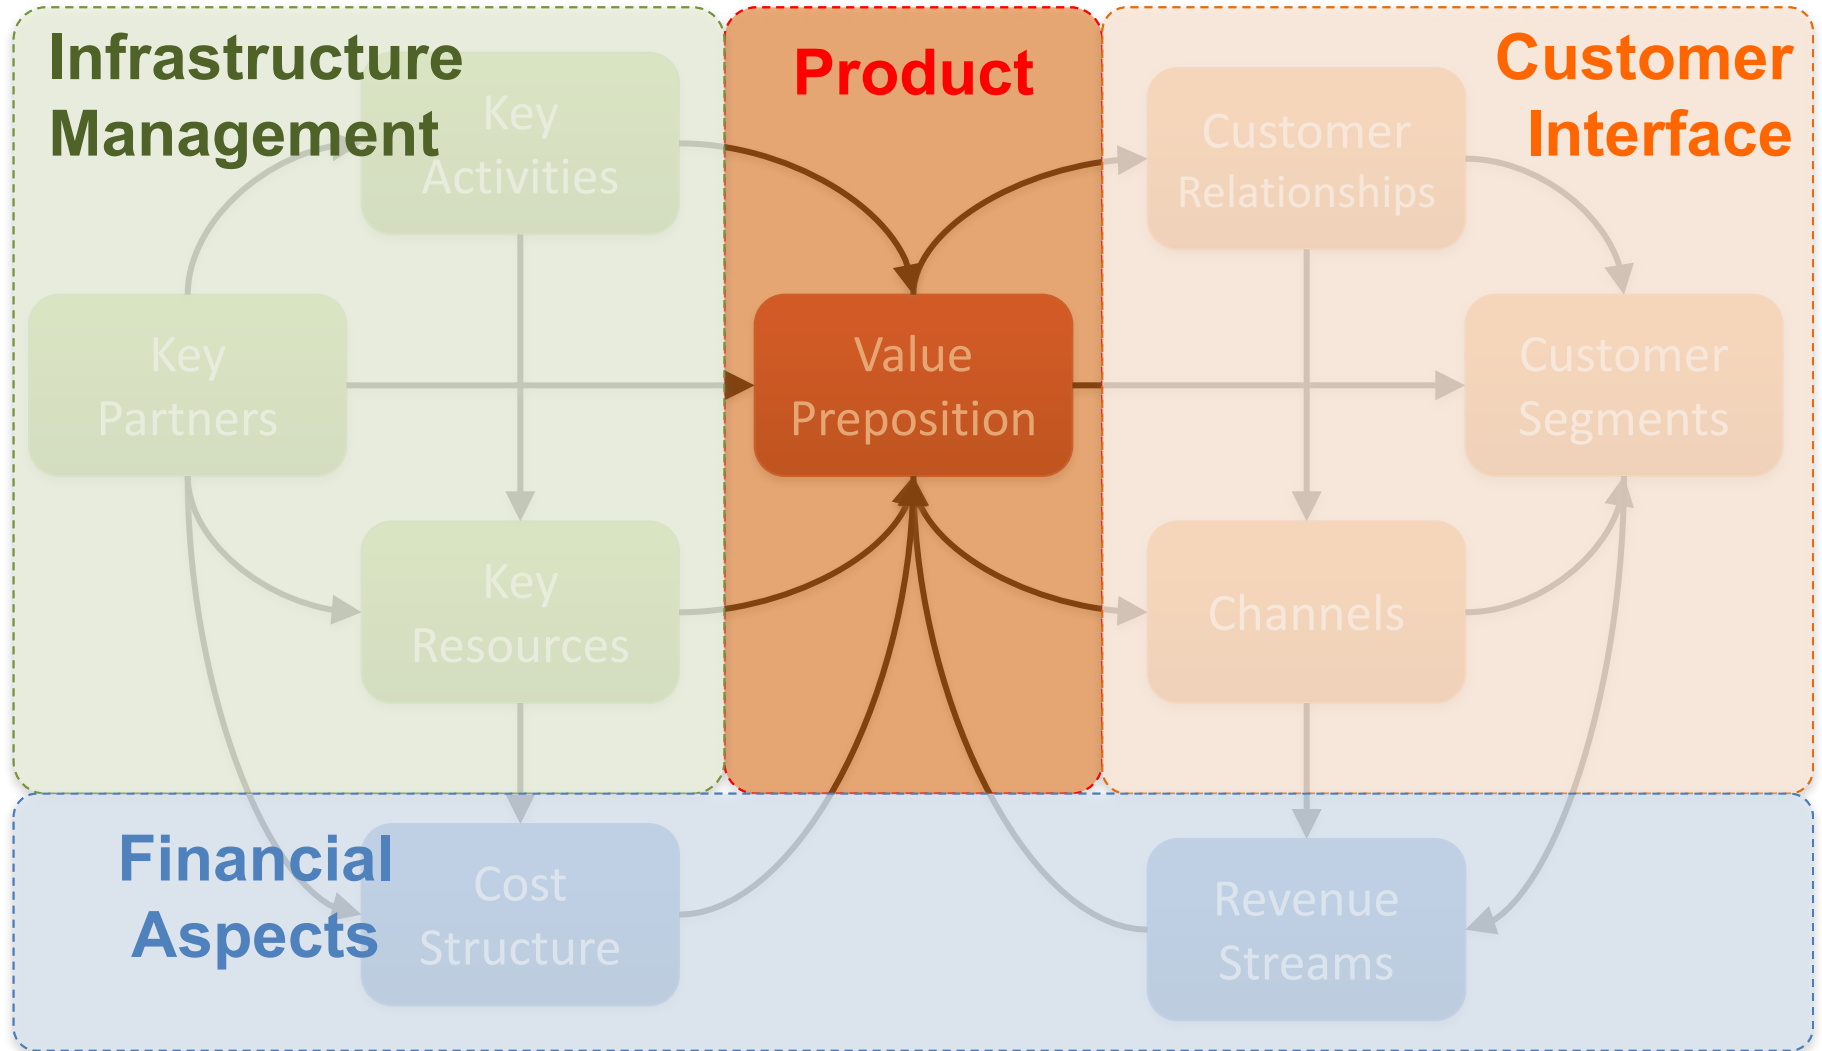 Infrastructure
Management
Product
Customer
Interface
Key
Activities
Customer
Relationships
Key
Partners
Value
Preposition
Customer
Segments
Key
Resources
Channels
Financial
Aspects
Cost
Structure
Revenue
Streams